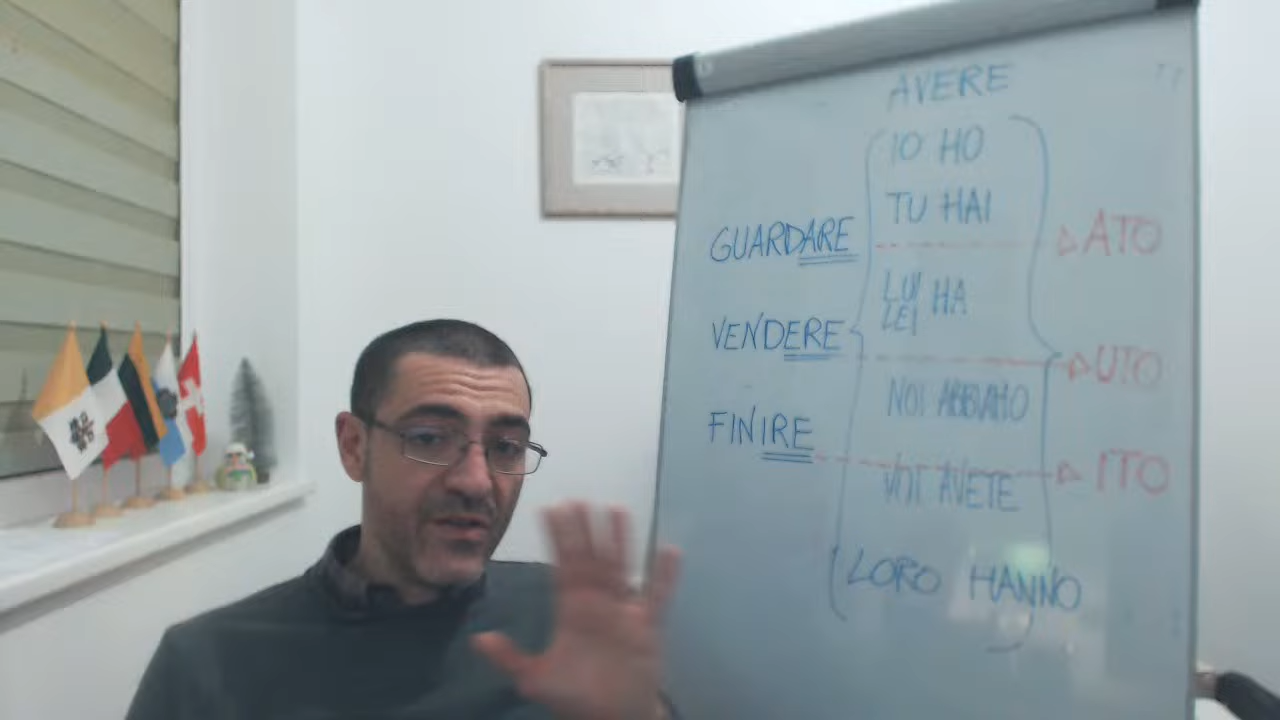 AVERE
IO HO
TU HAI
GUARDARE
ATO
LUI HA
LEI
VENDERE
UTO
NOI ABBIAMO
FINIRE
VOI AVETE
ITO
LORO HANNO